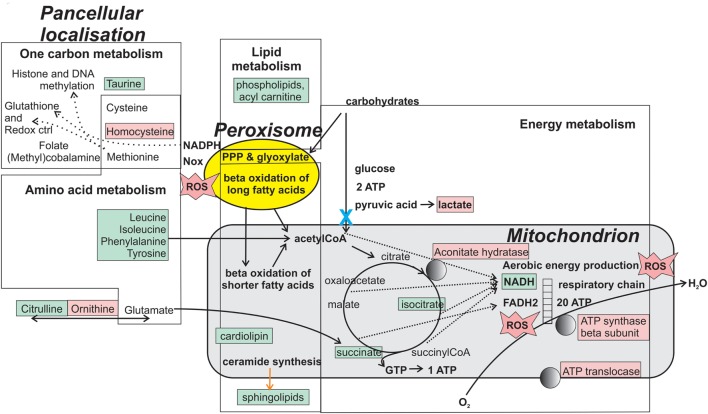 Pancellular
localisation
One carbon metabolism
Histone and DNA
methylation
Taurine
Cysteine
Glutathione
and
Redox ctrl
Homocysteine
Folate
(Methyl)cobalamine
Methionine
NADPH
Nox
ROS
Amino acid metabolism
Leucine
Isoleucine
Phenylalanine
Tyrosine
Citrulline
Ornithine
Glutamate
Lipid
metabolism
phospholipids,
acyl carnitine
Peroxisome
PPP & glyoxylate
beta oxidation of
long fatty acids
beta oxidation of
shorter fatty acids
cardiolipin
ceramide synthesis
sphingolipids
carbohydrates
Energy metabolism
glucose
2 ATP
pyruvic acid
lactate
X
Mitochondrion
acetylCoA
citrate
Aconitate hydratase
oxaloacetate
malate
isocitrate
succinate
succinylCoA
GTP
1 ATP
Aerobic energy production
ROS
NADH
respiratory chain
FADH2
20 ATP
ROS
H2O
ATP synthase
beta subunit
ATP translocase
O2